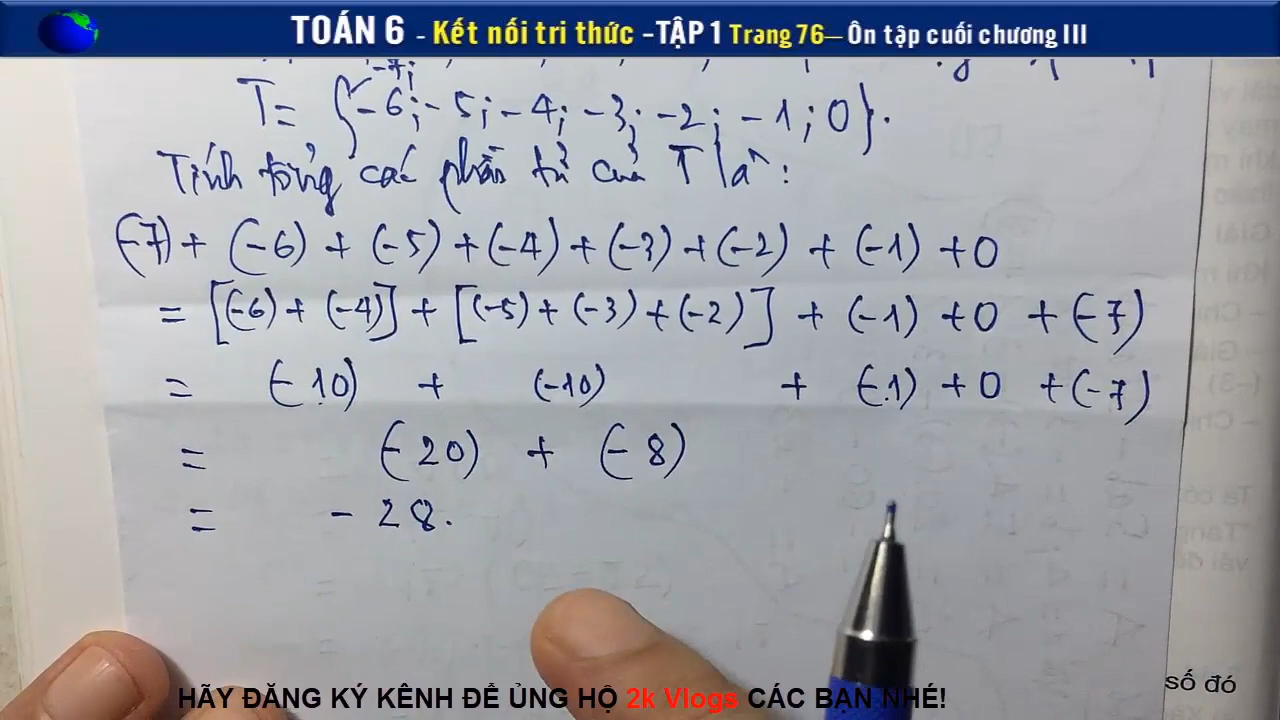 TOÁN 6 - Kết nối tri thức -TẬP 1 Trang 76– Ôn tập cuối chương III
-7;
T= {-6; -5; -4; -3; -2; -1; 0}.
Tính tổng các phần tử của T là:
(-7) + (-6) + (-5) + (-4) + (-3) + (-2) + (-1) + 0
= [(-6) + (-4)] + [(-5) + (-3) + (-2)] + (-1) + 0 + (-7)
= (-10) + (-10) + (-1) + 0 + (-7)
= (-20) + (-8)
= - 28.
số đó
HÃY ĐĂNG KÝ KÊNH ĐỂ ỦNG HỘ 2k Vlogs CÁC BẠN NHÉ!